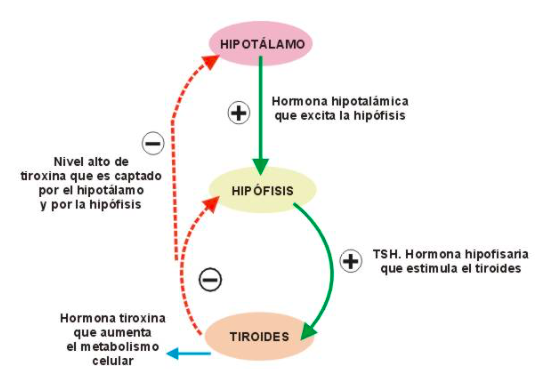 HIPOTÁLAMO
+
Hormona hipotalámica
que excita la hipófisis
−
Nivel alto de
tiroxina que es captado
por el hipotálamo
y por la hipófisis
HIPÓFISIS
+
TSH. Hormona hipofisaria
que estimula el tiroides
−
Hormona tiroxina
que aumenta
el metabolismo
celular
TIROIDES